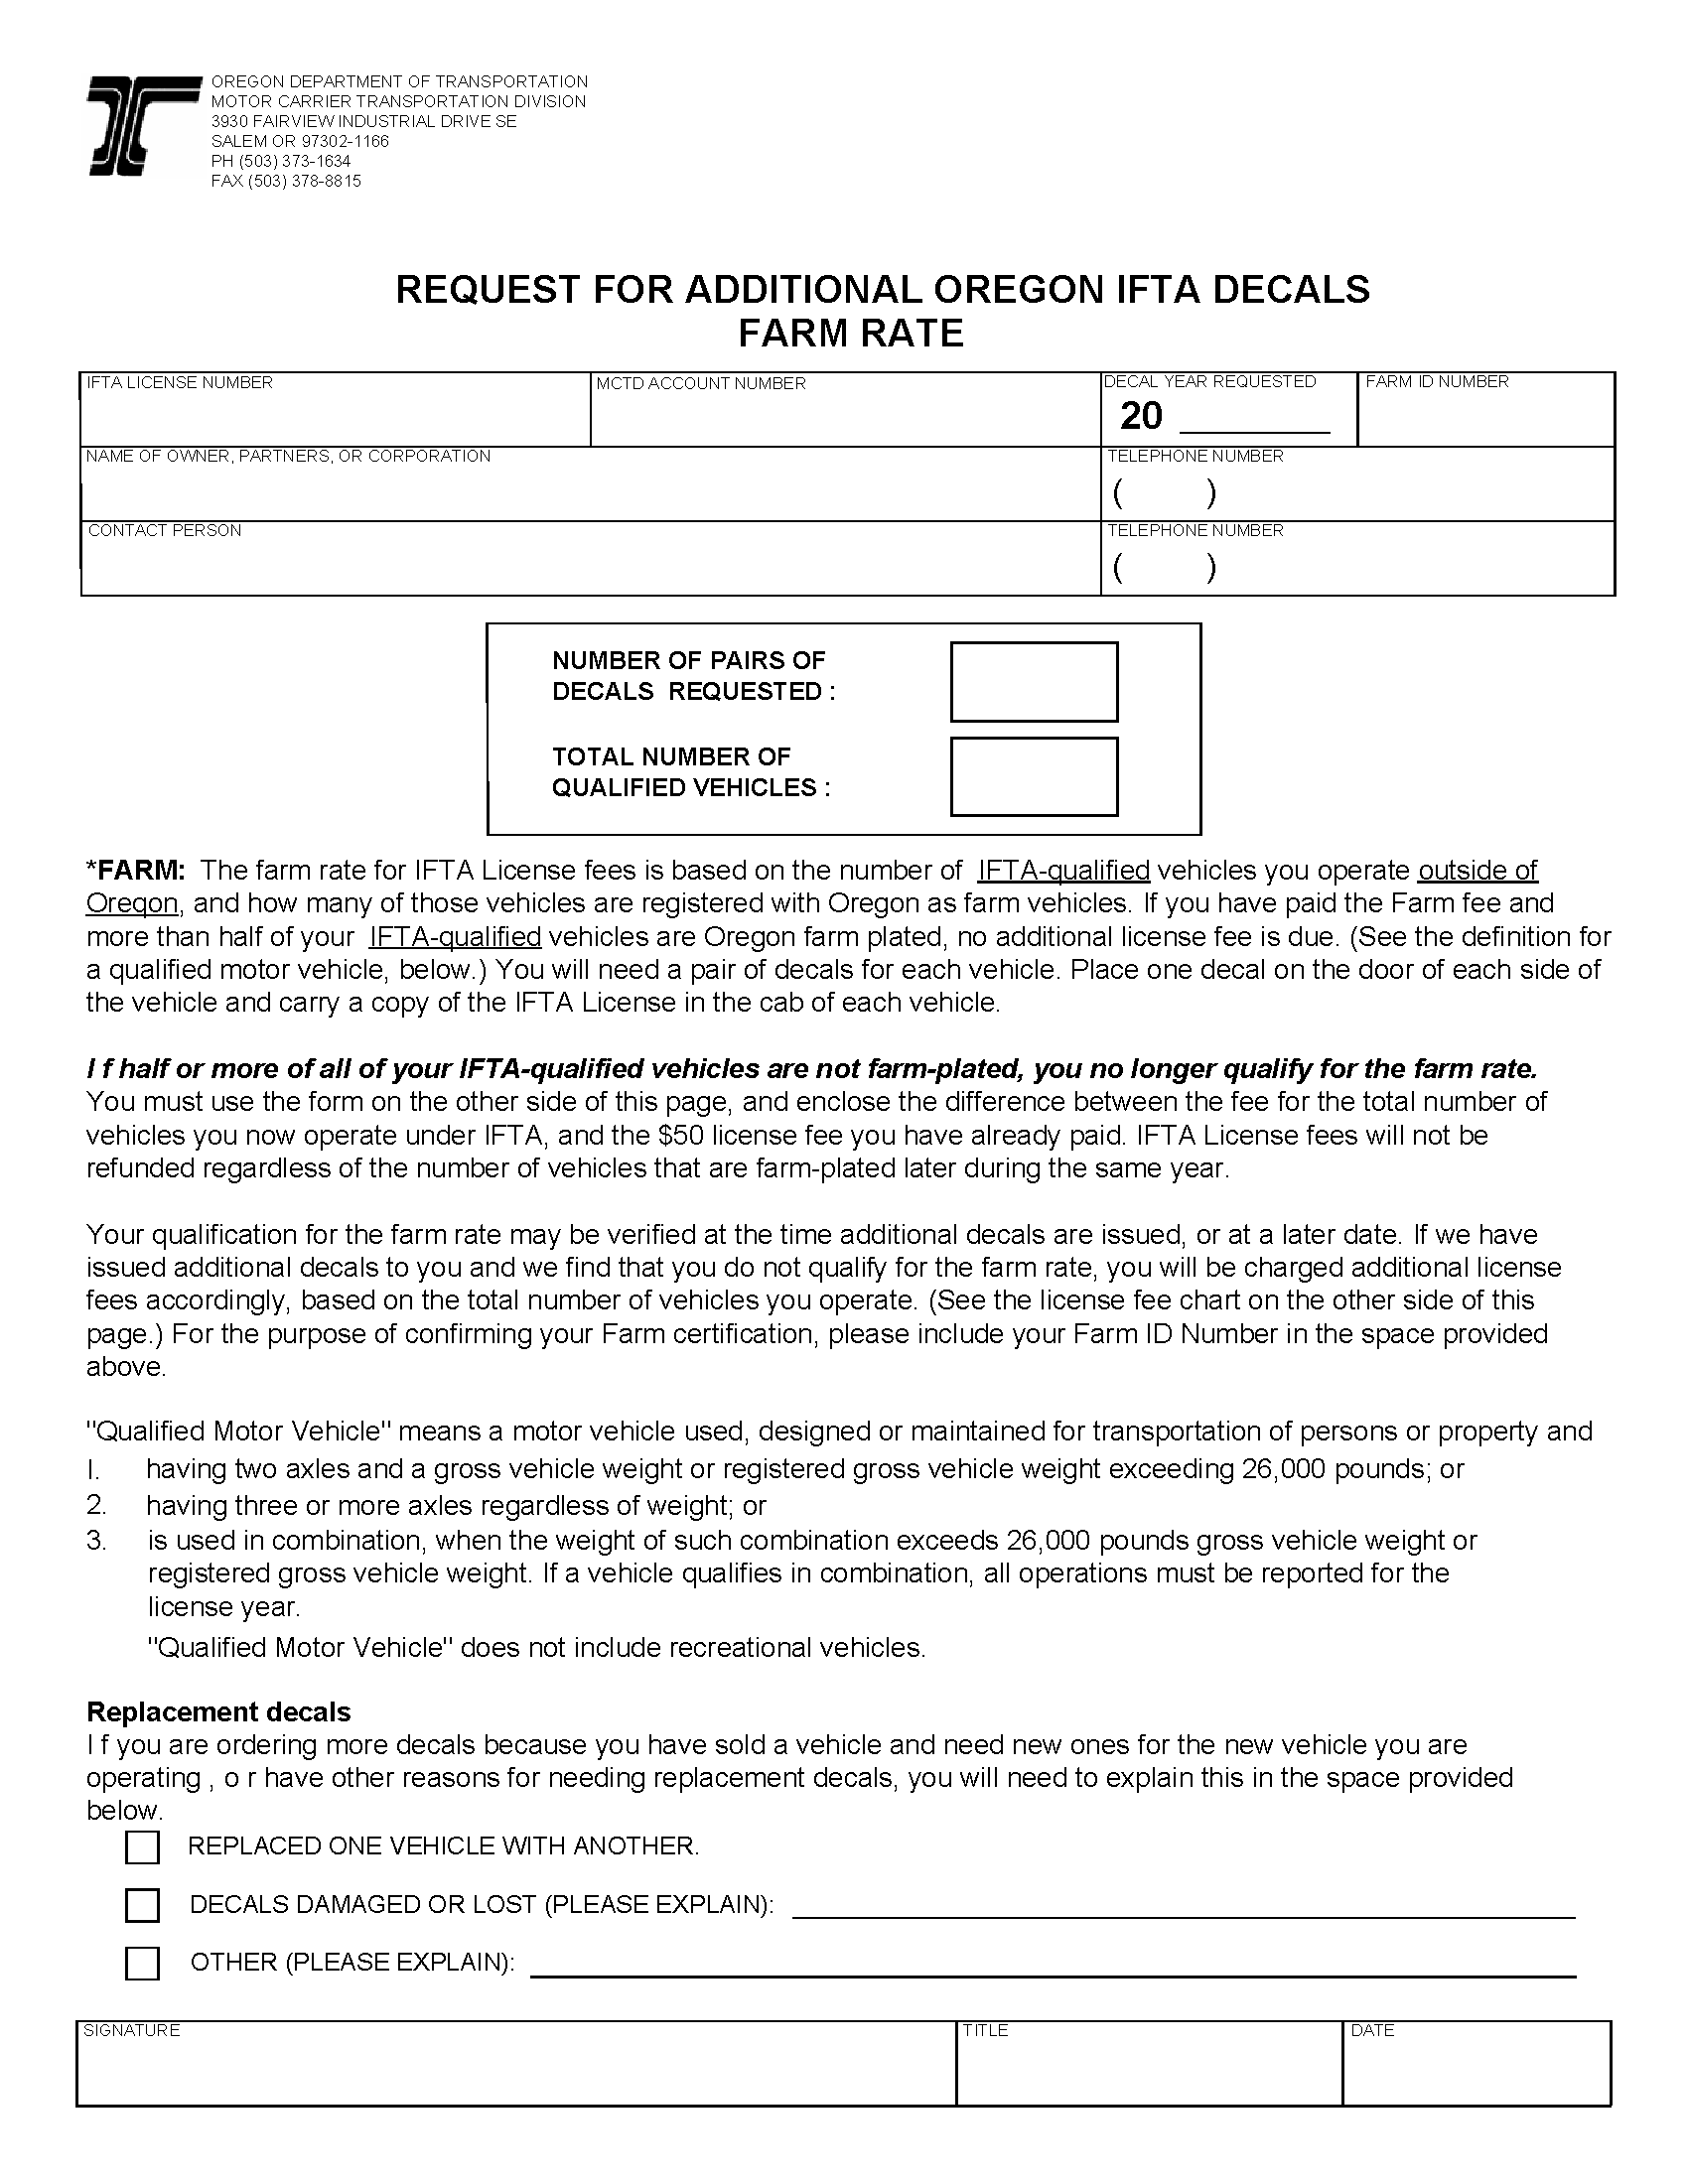 OREGON DEPARTMENT OF TRANSPORTATION
MOTOR CARRIER TRANSPORTATION DIVISION
3930 FAIRVIEW INDUSTRIAL DRIVE SE
SALEM OR 97302-1166
PH (503) 373-1634
FAX (503) 378-8815
REQUEST FOR ADDITIONAL OREGON IFTA DECALS
FARM RATE
IFTA LICENSE NUMBER MCTD ACCOUNT NUMBER DECAL YEAR REQUESTED FARM ID NUMBER
20 ________
NAME OF OWNER, PARTNERS, OR CORPORATION TELEPHONE NUMBER
( )
CONTACT PERSON TELEPHONE NUMBER
( )
NUMBER OF PAIRS OF
DECALS REQUESTED :
TOTAL NUMBER OF
QUALIFIED VEHICLES :
*FARM: The farm rate for IFTA License fees is based on the number of IFTA-qualified vehicles you operate outside of
Oregon, and how many of those vehicles are registered with Oregon as farm vehicles. If you have paid the Farm fee and
more than half of your IFTA-qualified vehicles are Oregon farm plated, no additional license fee is due. (See the definition for
a qualified motor vehicle, below.) You will need a pair of decals for each vehicle. Place one decal on the door of each side of
the vehicle and carry a copy of the IFTA License in the cab of each vehicle.
I f half or more of all of your IFTA-qualified vehicles are not farm-plated, you no longer qualify for the farm rate.
You must use the form on the other side of this page, and enclose the difference between the fee for the total number of
vehicles you now operate under IFTA, and the $50 license fee you have already paid. IFTA License fees will not be
refunded regardless of the number of vehicles that are farm-plated later during the same year.
Your qualification for the farm rate may be verified at the time additional decals are issued, or at a later date. If we have
issued additional decals to you and we find that you do not qualify for the farm rate, you will be charged additional license
fees accordingly, based on the total number of vehicles you operate. (See the license fee chart on the other side of this
page.) For the purpose of confirming your Farm certification, please include your Farm ID Number in the space provided
above.
"Qualified Motor Vehicle" means a motor vehicle used, designed or maintained for transportation of persons or property and
l. having two axles and a gross vehicle weight or registered gross vehicle weight exceeding 26,000 pounds; or
2. having three or more axles regardless of weight; or
3. is used in combination, when the weight of such combination exceeds 26,000 pounds gross vehicle weight or
registered gross vehicle weight. If a vehicle qualifies in combination, all operations must be reported for the
license year.
"Qualified Motor Vehicle" does not include recreational vehicles.
Replacement decals
I f you are ordering more decals because you have sold a vehicle and need new ones for the new vehicle you are
operating , o r have other reasons for needing replacement decals, you will need to explain this in the space provided
below.
REPLACED ONE VEHICLE WITH ANOTHER.
DECALS DAMAGED OR LOST (PLEASE EXPLAIN):
OTHER (PLEASE EXPLAIN):
SIGNATURE TITLE DATE